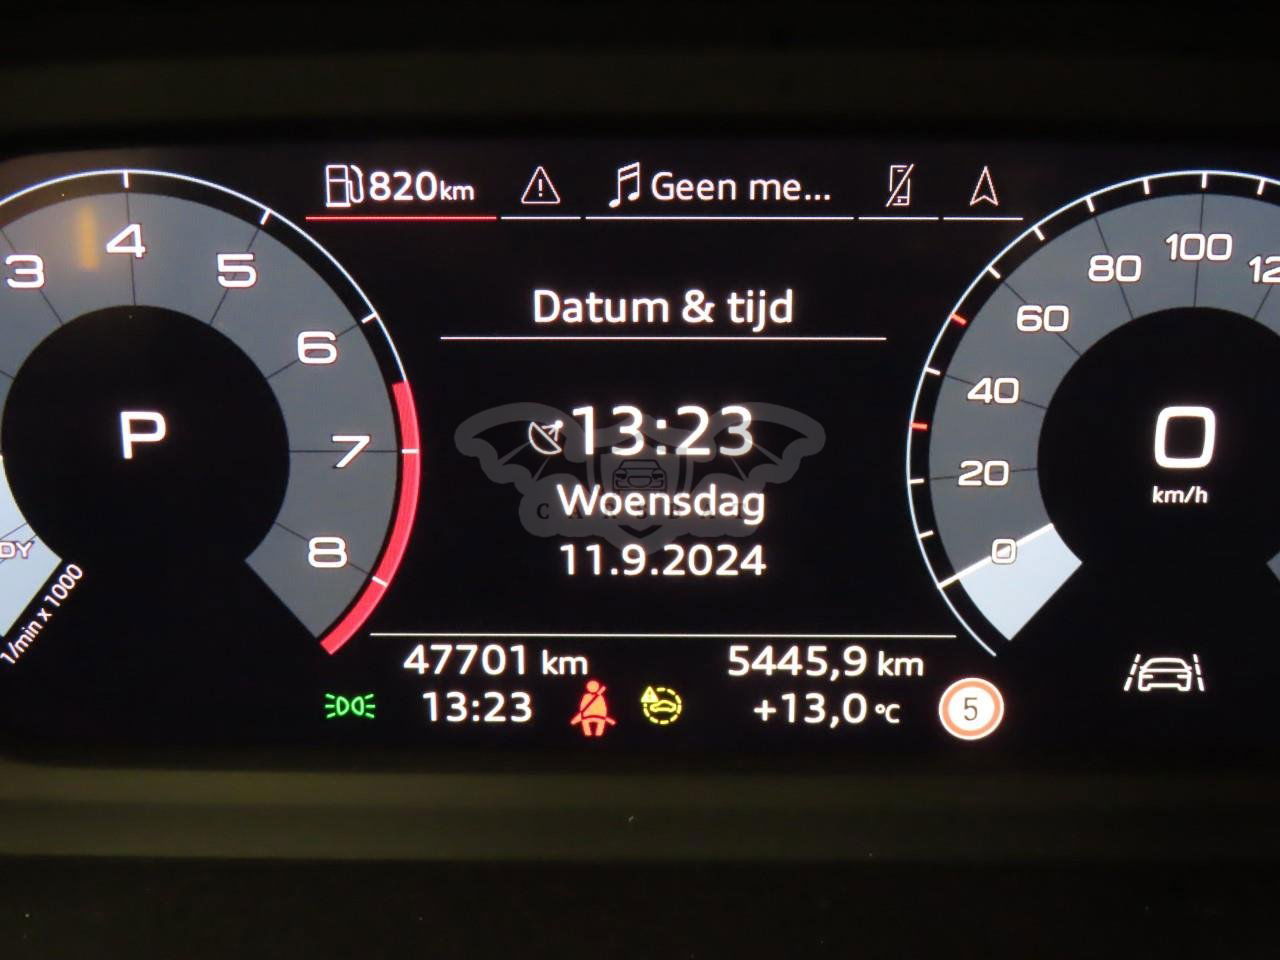 820km
Geen me...
3 4 5 6 7 8
DY
1/min x 1000
P
Datum & tijd
13:23
Woensdag
11.9.2024
0 20 40 60 80 100 12
0
km/h
47701 km
5445,9 km
13:23
+13,0 °C
5